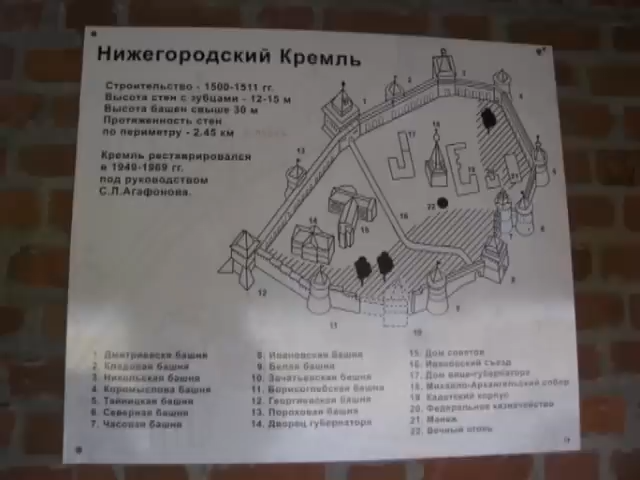 Нижегородский Кремль
Строительство - 1500-1511 гг.
Высота стен с зубцами - 12-15 м
Высота башен свыше 30 м
Протяженность стен
по периметру - 2.45 км
Кремль реставрировался
в 1949-1969 гг.
под руководством
С.Л.Агафонова.
1 Дмитриевская башня
2 Кладовая башня
3 Никольская башня
4 Коромыслова башня
5 Тайницкая башня
6 Северная башня
7 Часовая башня
8. Ивановская башня
9. Белая башня
10. Зачатьевская башня
11. Борисоглебская башня
12. Георгиевская башня
13. Пороховая башня
14. Дворец губернатора
15. Дом советов
16. Ивановский съезд
17. Дом вице-губернатора
18. Михайло-Архангельский собор
19 Кадетский корпус
20. Федеральное казначейство
21. Манеж
22. Вечный огонь